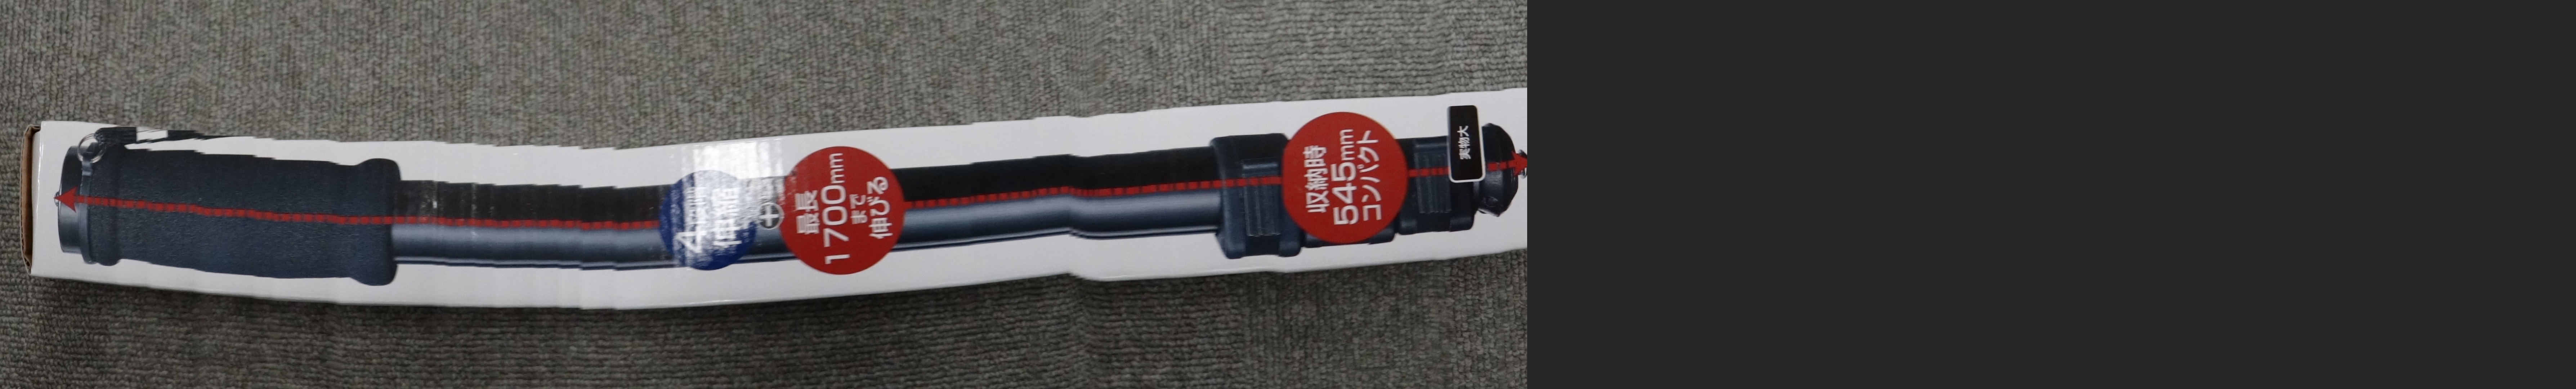 伸縮
+
最長
1700mm
まで
伸びる
収納時
545mm
コンパクト
実物大